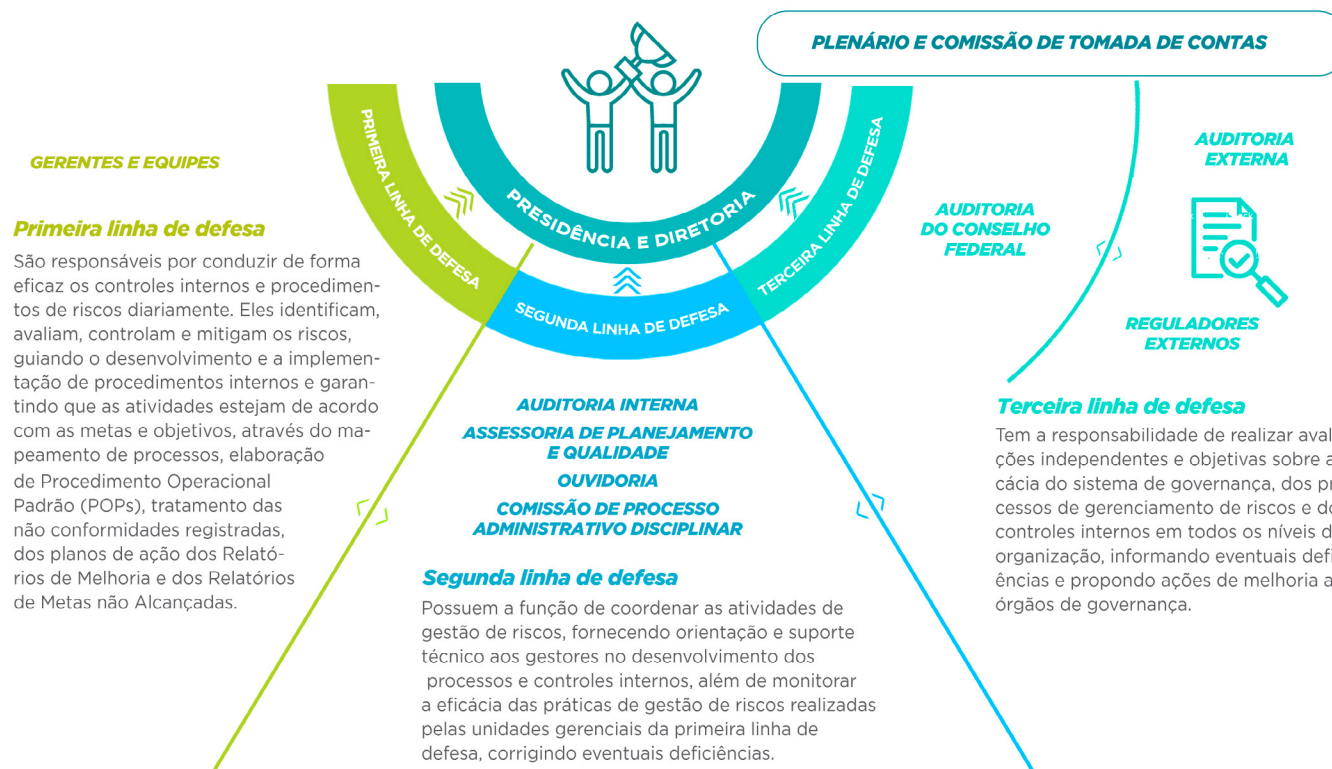 PLENÁRIO E COMISSÃO DE TOMADA DE CONTAS
GERENTES E EQUIPES
Primeira linha de defesa
São responsáveis por conduzir de forma
eficaz os controles internos e procedimen-
tos de riscos diariamente. Eles identificam,
avaliam, controlam e mitigam os riscos,
guiando o desenvolvimento e a implemen-
tação de procedimentos internos e garan-
tindo que as atividades estejam de acordo
com as metas e objetivos, através do ma-
peamento de processos, elaboração
de Procedimento Operacional
Padrão (POPs), tratamento das
não conformidades registradas,
dos planos de ação dos Relató-
rios de Melhoria e dos Relatórios
de Metas não Alcançadas.
PRIMEIRA LINHA DE DEFESA
PRESIDÊNCIA E DIRETORIA
SEGUNDA LINHA DE DEFESA
TERCEIRA LINHA DE DEFESA
AUDITORIA INTERNA
ASSESSORIA DE PLANEJAMENTO
E QUALIDADE
OUVIDORIA
COMISSÃO DE PROCESSO
ADMINISTRATIVO DISCIPLINAR
Segunda linha de defesa
Possuem a função de coordenar as atividades de
gestão de riscos, fornecendo orientação e suporte
técnico aos gestores no desenvolvimento dos
processos e controles internos, além de monitorar
a eficácia das práticas de gestão de riscos realizadas
pelas unidades gerenciais da primeira linha de
defesa, corrigindo eventuais deficiências.
AUDITORIA
DO CONSELHO
FEDERAL
AUDITORIA
EXTERNA
REGULADORES
EXTERNOS
Terceira linha de defesa
Tem a responsabilidade de realizar aval
ções independentes e objetivas sobre a
cácia do sistema de governança, dos pr
cessos de gerenciamento de riscos e do
controles internos em todos os níveis d
organização, informando eventuais defi
ências e propondo ações de melhoria a
órgãos de governança.